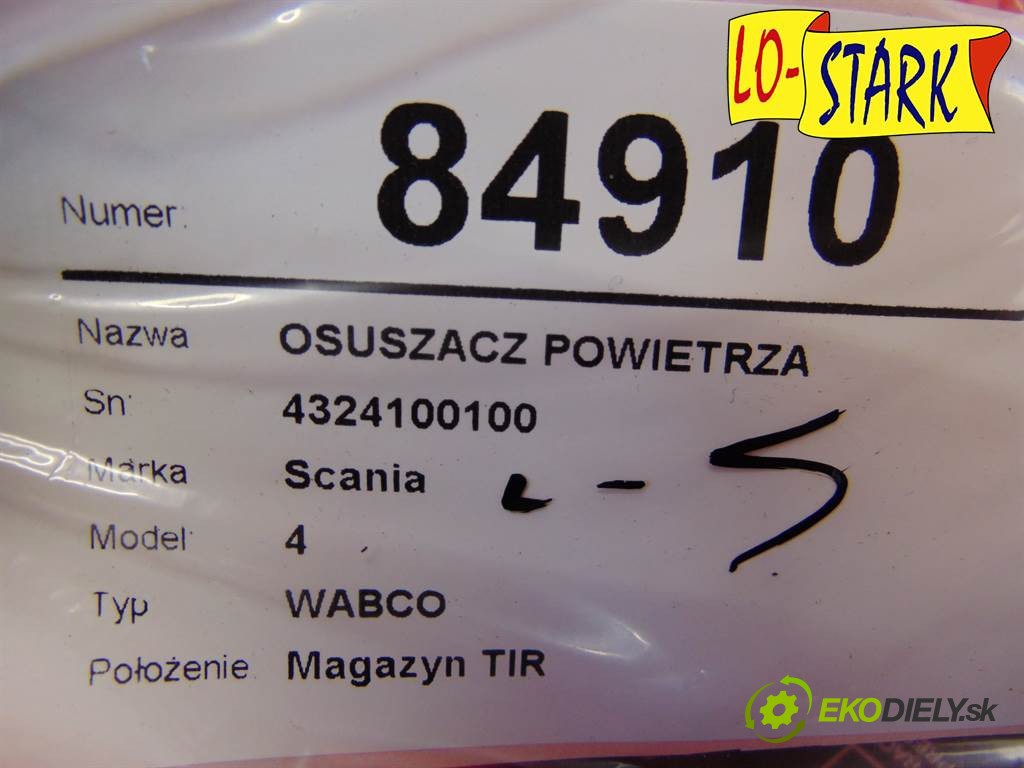 LO-STARK
Numer: 84910
Nazwa OSUSZACZ POWIETRZA
Sn: 4324100100
Marka Scania
Model: 4
Typ WABCO
Położenie Magazyn TIR
EKODIELY.sk